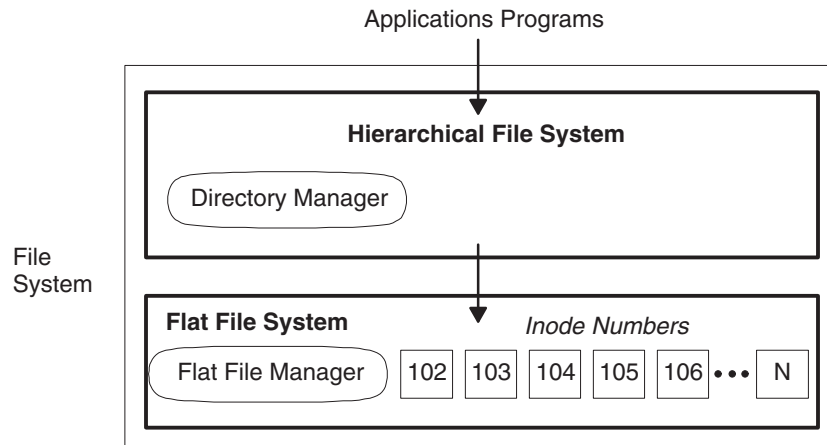 Applications Programs
Hierarchical File System
Directory Manager
File
System
Flat File System
Inode Numbers
Flat File Manager
102 103 104 105 106 ••• N